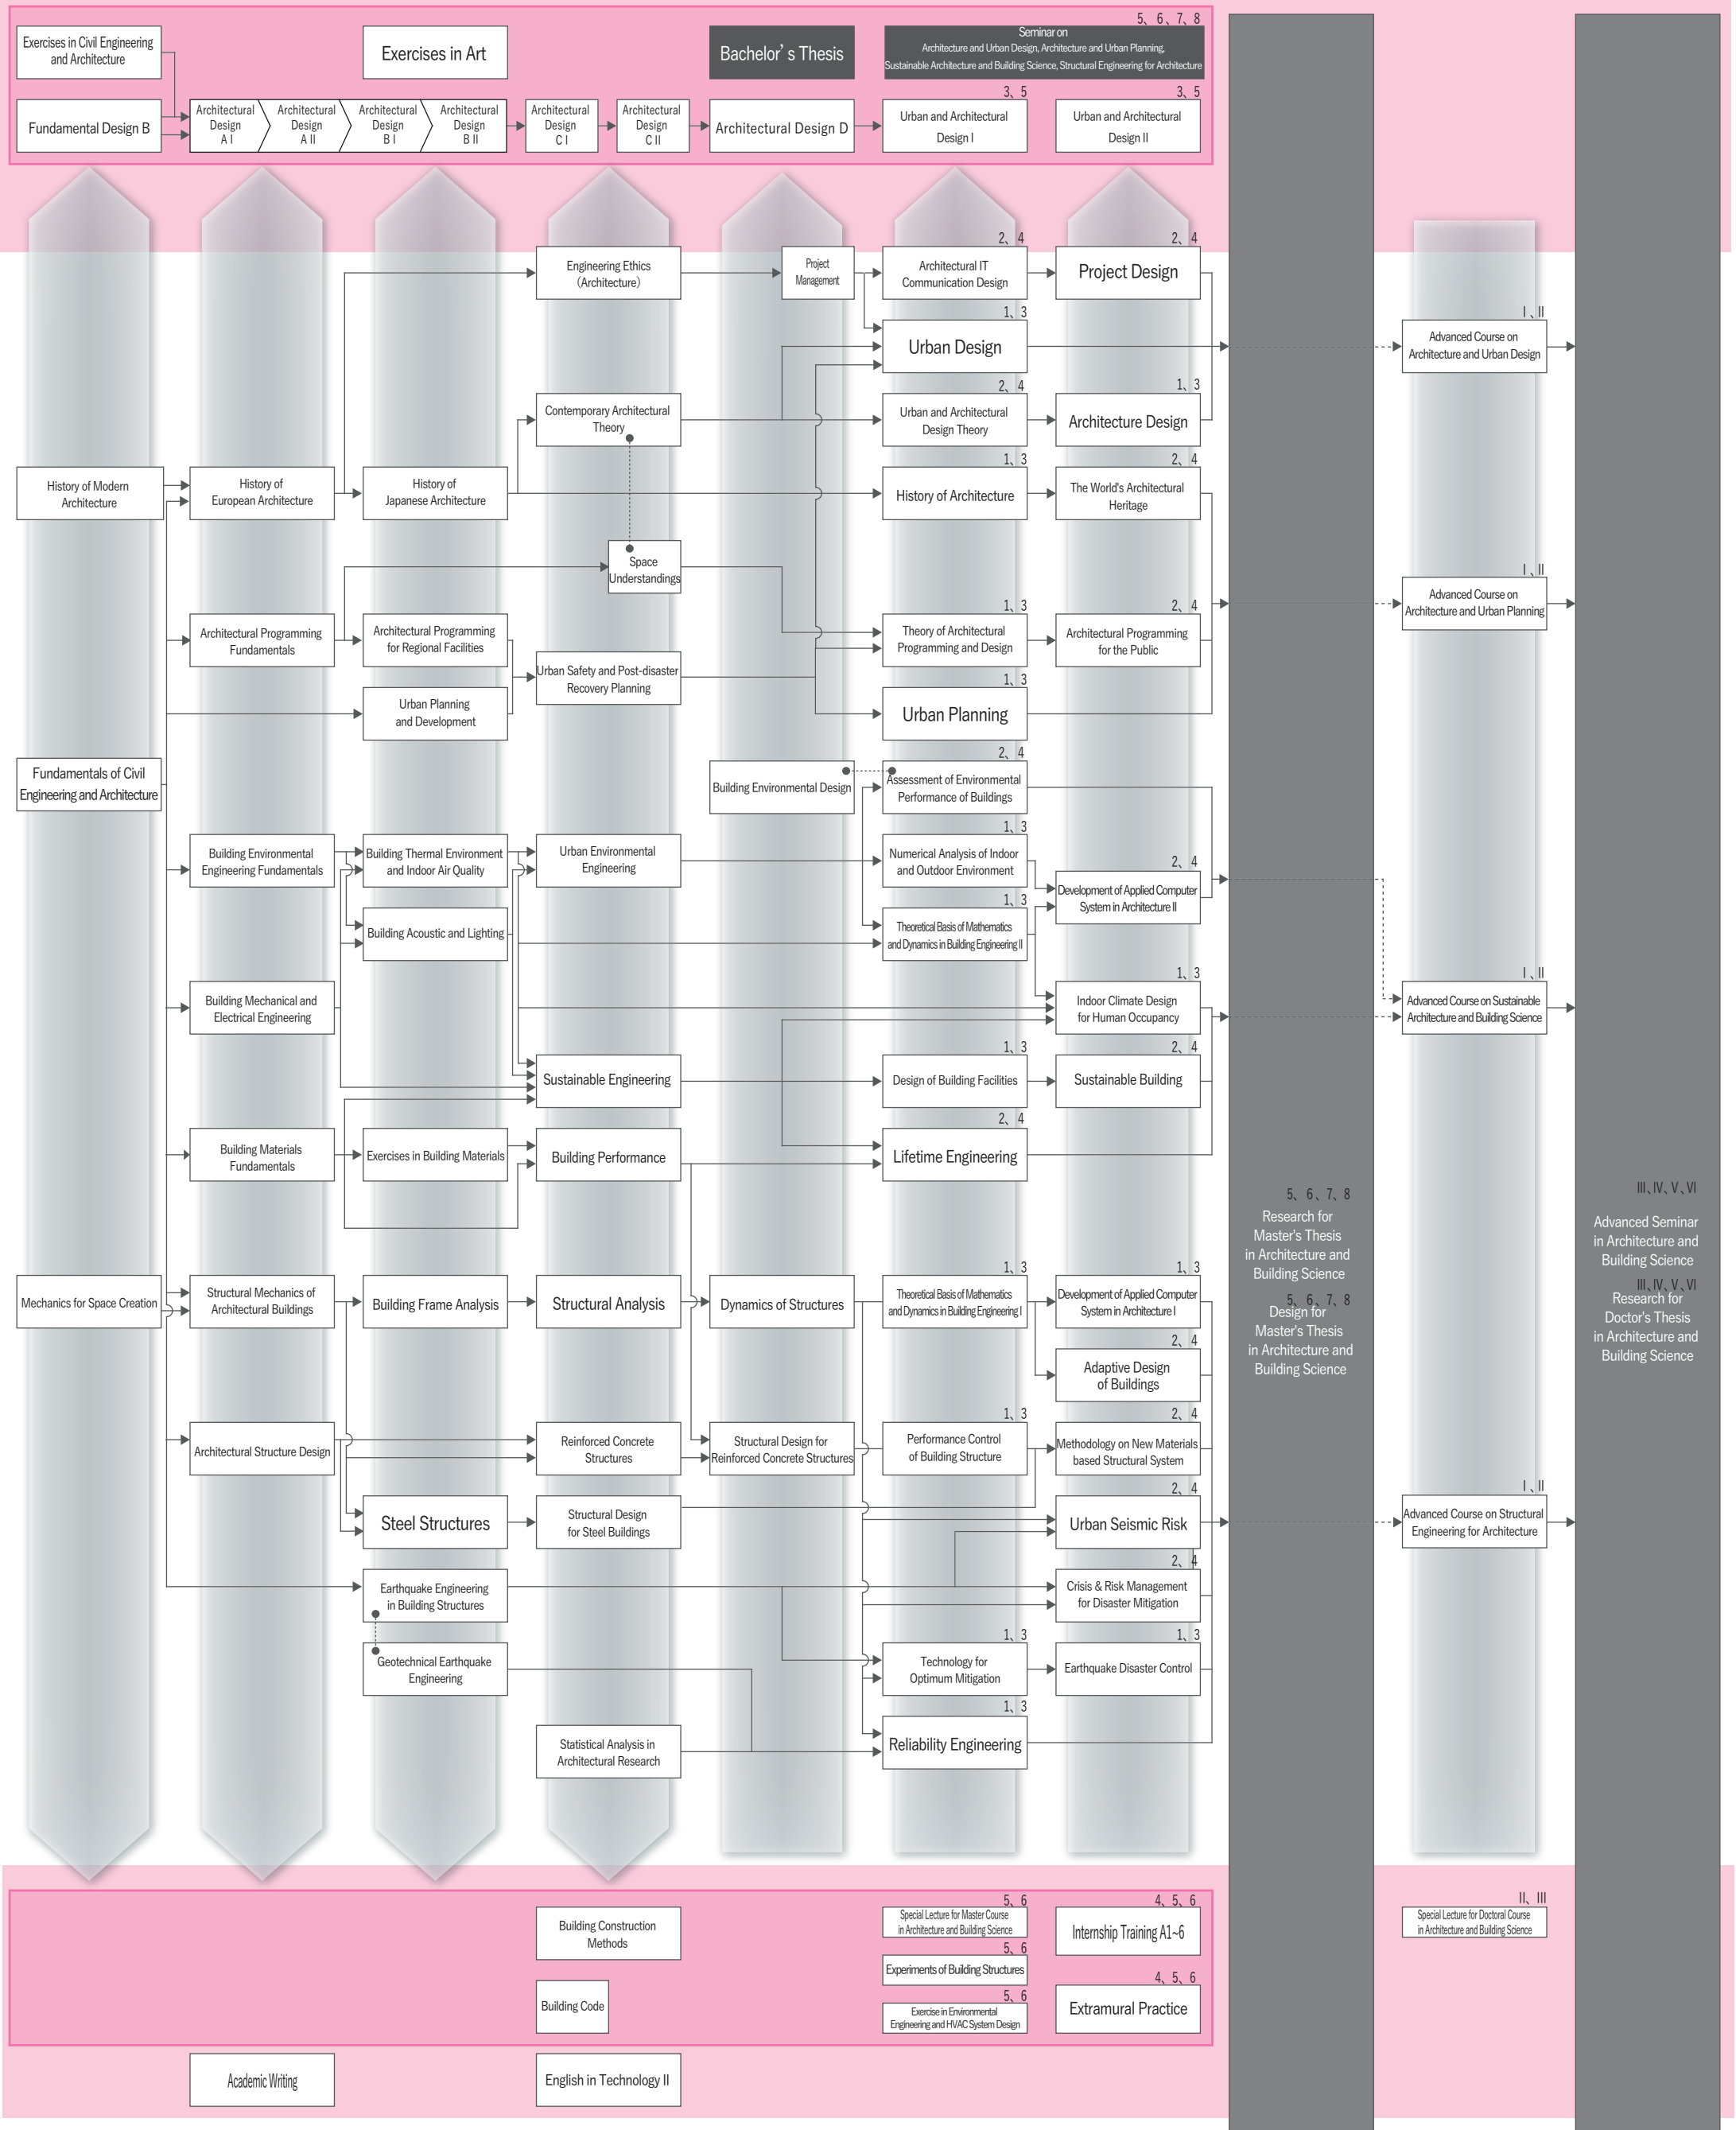 5、6、7、8
Exercises in Civil Engineering
and Architecture
Exercises in Art
Bachelor’s Thesis
Seminar on
Architecture and Urban Design, Architecture and Urban Planning,
Sustainable Architecture and Building Science, Structural Engineering for Architecture
Fundamental Design B
Architectural
Design
A I
Architectural
Design
A II
Architectural
Design
B I
Architectural
Design
B II
Architectural
Design
C I
Architectural
Design
C II
Architectural Design D
3、5
Urban and Architectural
Design I
3、5
Urban and Architectural
Design II
Engineering Ethics
（Architecture）
Project
Management
2、4
Architectural IT
Communication Design
2、4
Project Design
1、3
Urban Design
I、II
Advanced Course on
Architecture and Urban Design
Contemporary Architectural
Theory
2、4
Urban and Architectural
Design Theory
1、3
Architecture Design
History of Modern
Architecture
History of
European Architecture
History of
Japanese Architecture
1、3
History of Architecture
2、4
The World's Architectural
Heritage
Space
Understandings
I、II
Advanced Course on
Architecture and Urban Planning
Architectural Programming
Fundamentals
Architectural Programming
for Regional Facilities
1、3
Theory of Architectural
Programming and Design
2、4
Architectural Programming
for the Public
Urban Safety and Post-disaster
Recovery Planning
Urban Planning
and Development
1、3
Urban Planning
Fundamentals of Civil
Engineering and Architecture
Building Environmental Design
2、4
Assessment of Environmental
Performance of Buildings
Building Environmental
Engineering Fundamentals
Building Thermal Environment
and Indoor Air Quality
Urban Environmental
Engineering
1、3
Numerical Analysis of Indoor
and Outdoor Environment
2、4
Development of Applied Computer
System in Architecture II
Building Acoustic and Lighting
1、3
Theoretical Basis of Mathematics
and Dynamics in Building Engineering II
Building Mechanical and
Electrical Engineering
1、3
Indoor Climate Design
for Human Occupancy
I、II
Advanced Course on Sustainable
Architecture and Building Science
Sustainable Engineering
1、3
Design of Building Facilities
2、4
Sustainable Building
Building Materials
Fundamentals
Exercises in Building Materials
Building Performance
2、4
Lifetime Engineering
5、6、7、8
Research for
Master's Thesis
in Architecture and
Building Science
5、6、7、8
Design for
Master's Thesis
in Architecture and
Building Science
III、IV、V、VI
Advanced Seminar
in Architecture and
Building Science
III、IV、V、VI
Research for
Doctor's Thesis
in Architecture and
Building Science
Mechanics for Space Creation
Structural Mechanics of
Architectural Buildings
Building Frame Analysis
Structural Analysis
Dynamics of Structures
1、3
Theoretical Basis of Mathematics
and Dynamics in Building Engineering I
1、3
Development of Applied Computer
System in Architecture I
2、4
Adaptive Design
of Buildings
Architectural Structure Design
Reinforced Concrete
Structures
Structural Design for
Reinforced Concrete Structures
1、3
Performance Control
of Building Structure
2、4
Methodology on New Materials
based Structural System
Steel Structures
Structural Design
for Steel Buildings
2、4
Urban Seismic Risk
I、II
Advanced Course on Structural
Engineering for Architecture
Earthquake Engineering
in Building Structures
2、4
Crisis & Risk Management
for Disaster Mitigation
Geotechnical Earthquake
Engineering
1、3
Technology for
Optimum Mitigation
1、3
Earthquake Disaster Control
Statistical Analysis in
Architectural Research
1、3
Reliability Engineering
Building Construction
Methods
5、6
Special Lecture for Master Course
in Architecture and Building Science
4、5、6
Internship Training A1~6
II、III
Special Lecture for Doctoral Course
in Architecture and Building Science
5、6
Experiments of Building Structures
Building Code
5、6
Exercise in Environmental
Engineering and HVAC System Design
4、5、6
Extramural Practice
Academic Writing
English in Technology II